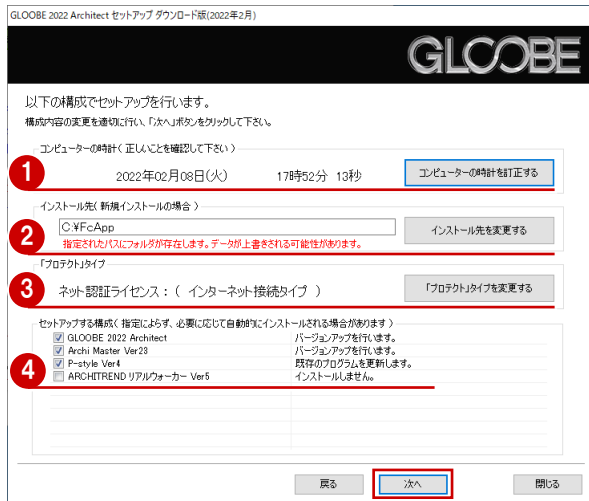 GLOOBE 2022 Architect セットアップ ダウンロード版(2022年2月)
GLOOBE
以下の構成でセットアップを行います。
構成内容の変更を適切に行い、「次へ」ボタンをクリックして下さい。
コンピューターの時計( 正しいことを確認して下さい )
1
2022年02月08日(火) 17時52分 13秒 コンピューターの時計を訂正する
インストール先( 新規インストールの場合 )
2
C:¥FcApp インストール先を変更する
指定されたパスにフォルダが存在します。データが上書きされる可能性があります。
「プロテクト」タイプ
3
ネット認証ライセンス : ( インターネット接続タイプ ) 「プロテクト」タイプを変更する
セットアップする構成( 指定によらず、必要に応じて自動的にインストールされる場合があります )
GLOOBE 2022 Architect バージョンアップを行います。
Archi Master Ver23 バージョンアップを行います。
4
P-style Ver4 既存のプログラムを更新します。
ARCHITREND リアルウォーカー Ver5 インストールしません。
戻る 次へ 閉じる